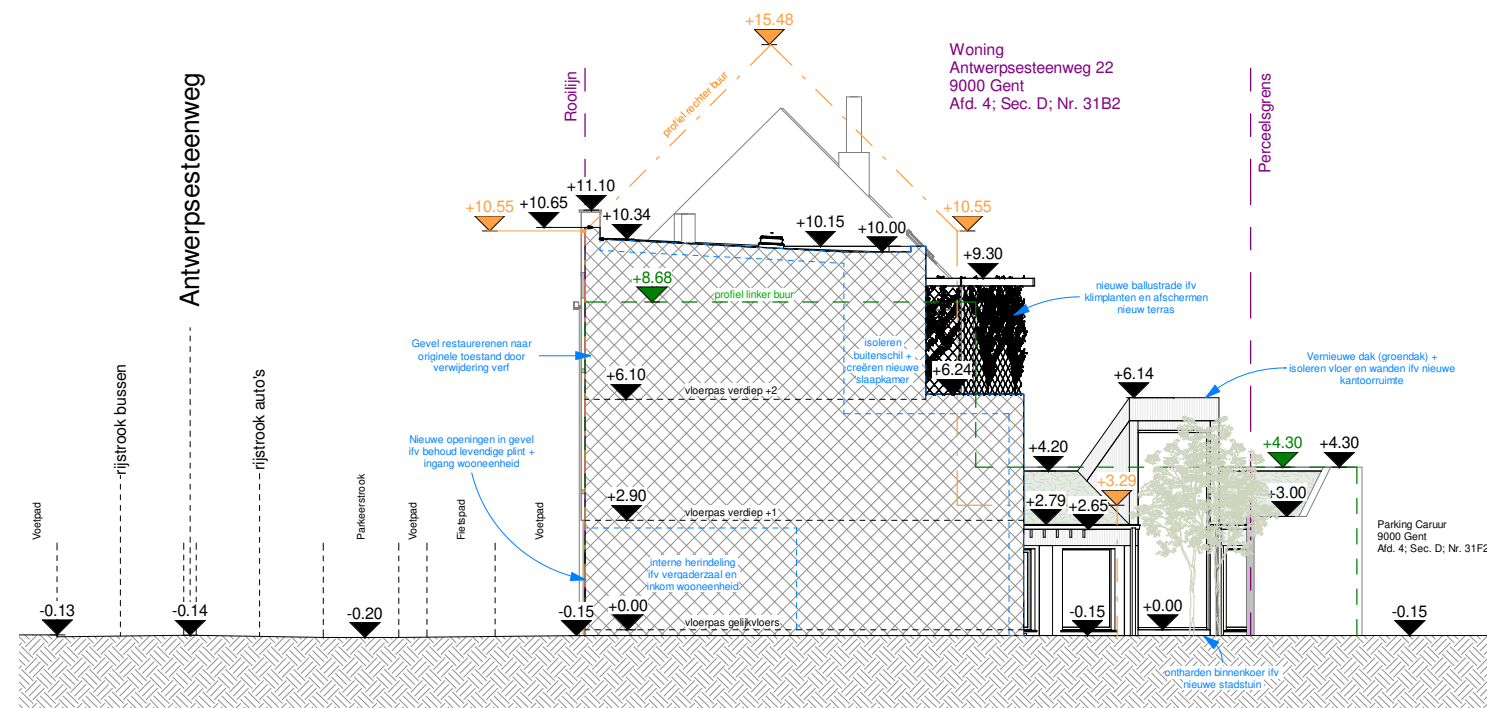 +15.48
Woning
Antwerpsesteenweg 22
9000 Gent
Afd. 4; Sec. D; Nr. 31B2
Antwerpsesteenweg
Rooilijn
profiel rechter buur
Perceelsgrens
+11.10
+10.65
+10.55
+10.34
+10.15
+10.00
+10.55
+9.30
+8.68
profiel linker buur
nieuwe ballustrade ifv
klimplanten en afschermen
nieuw terras
Gevel restaurerenen naar
originele toestand door
verwijdering verf
isoleren
buitenschil +
creëren nieuwe
slaapkamer
Vernieuwe dak (groendak) +
isoleren vloer en wanden ifv nieuwe
kantoorruimte
+6.10
vloerpas verdiep +2
+6.24
+6.14
rijstrook bussen
rijstrook auto's
Nieuwe openingen in gevel
ifv behoud levendige plint +
ingang wooneenheid
+4.20
+4.30
+4.30
+3.29
+3.00
+2.90
vloerpas verdiep +1
+2.79
+2.65
Voetpad
Parkeerstrook
Voetpad
Fietspad
Voetpad
Parking Caruur
9000 Gent
Afd. 4; Sec. D; Nr. 31F2
interne herindeling
ifv vergaderzaal en
inkom wooneenheid
-0.13
-0.14
-0.20
-0.15
+0.00
vloerpas gelijkvloers
-0.15
+0.00
-0.15
ontharden binnenkoer ifv
nieuwe stadstuin